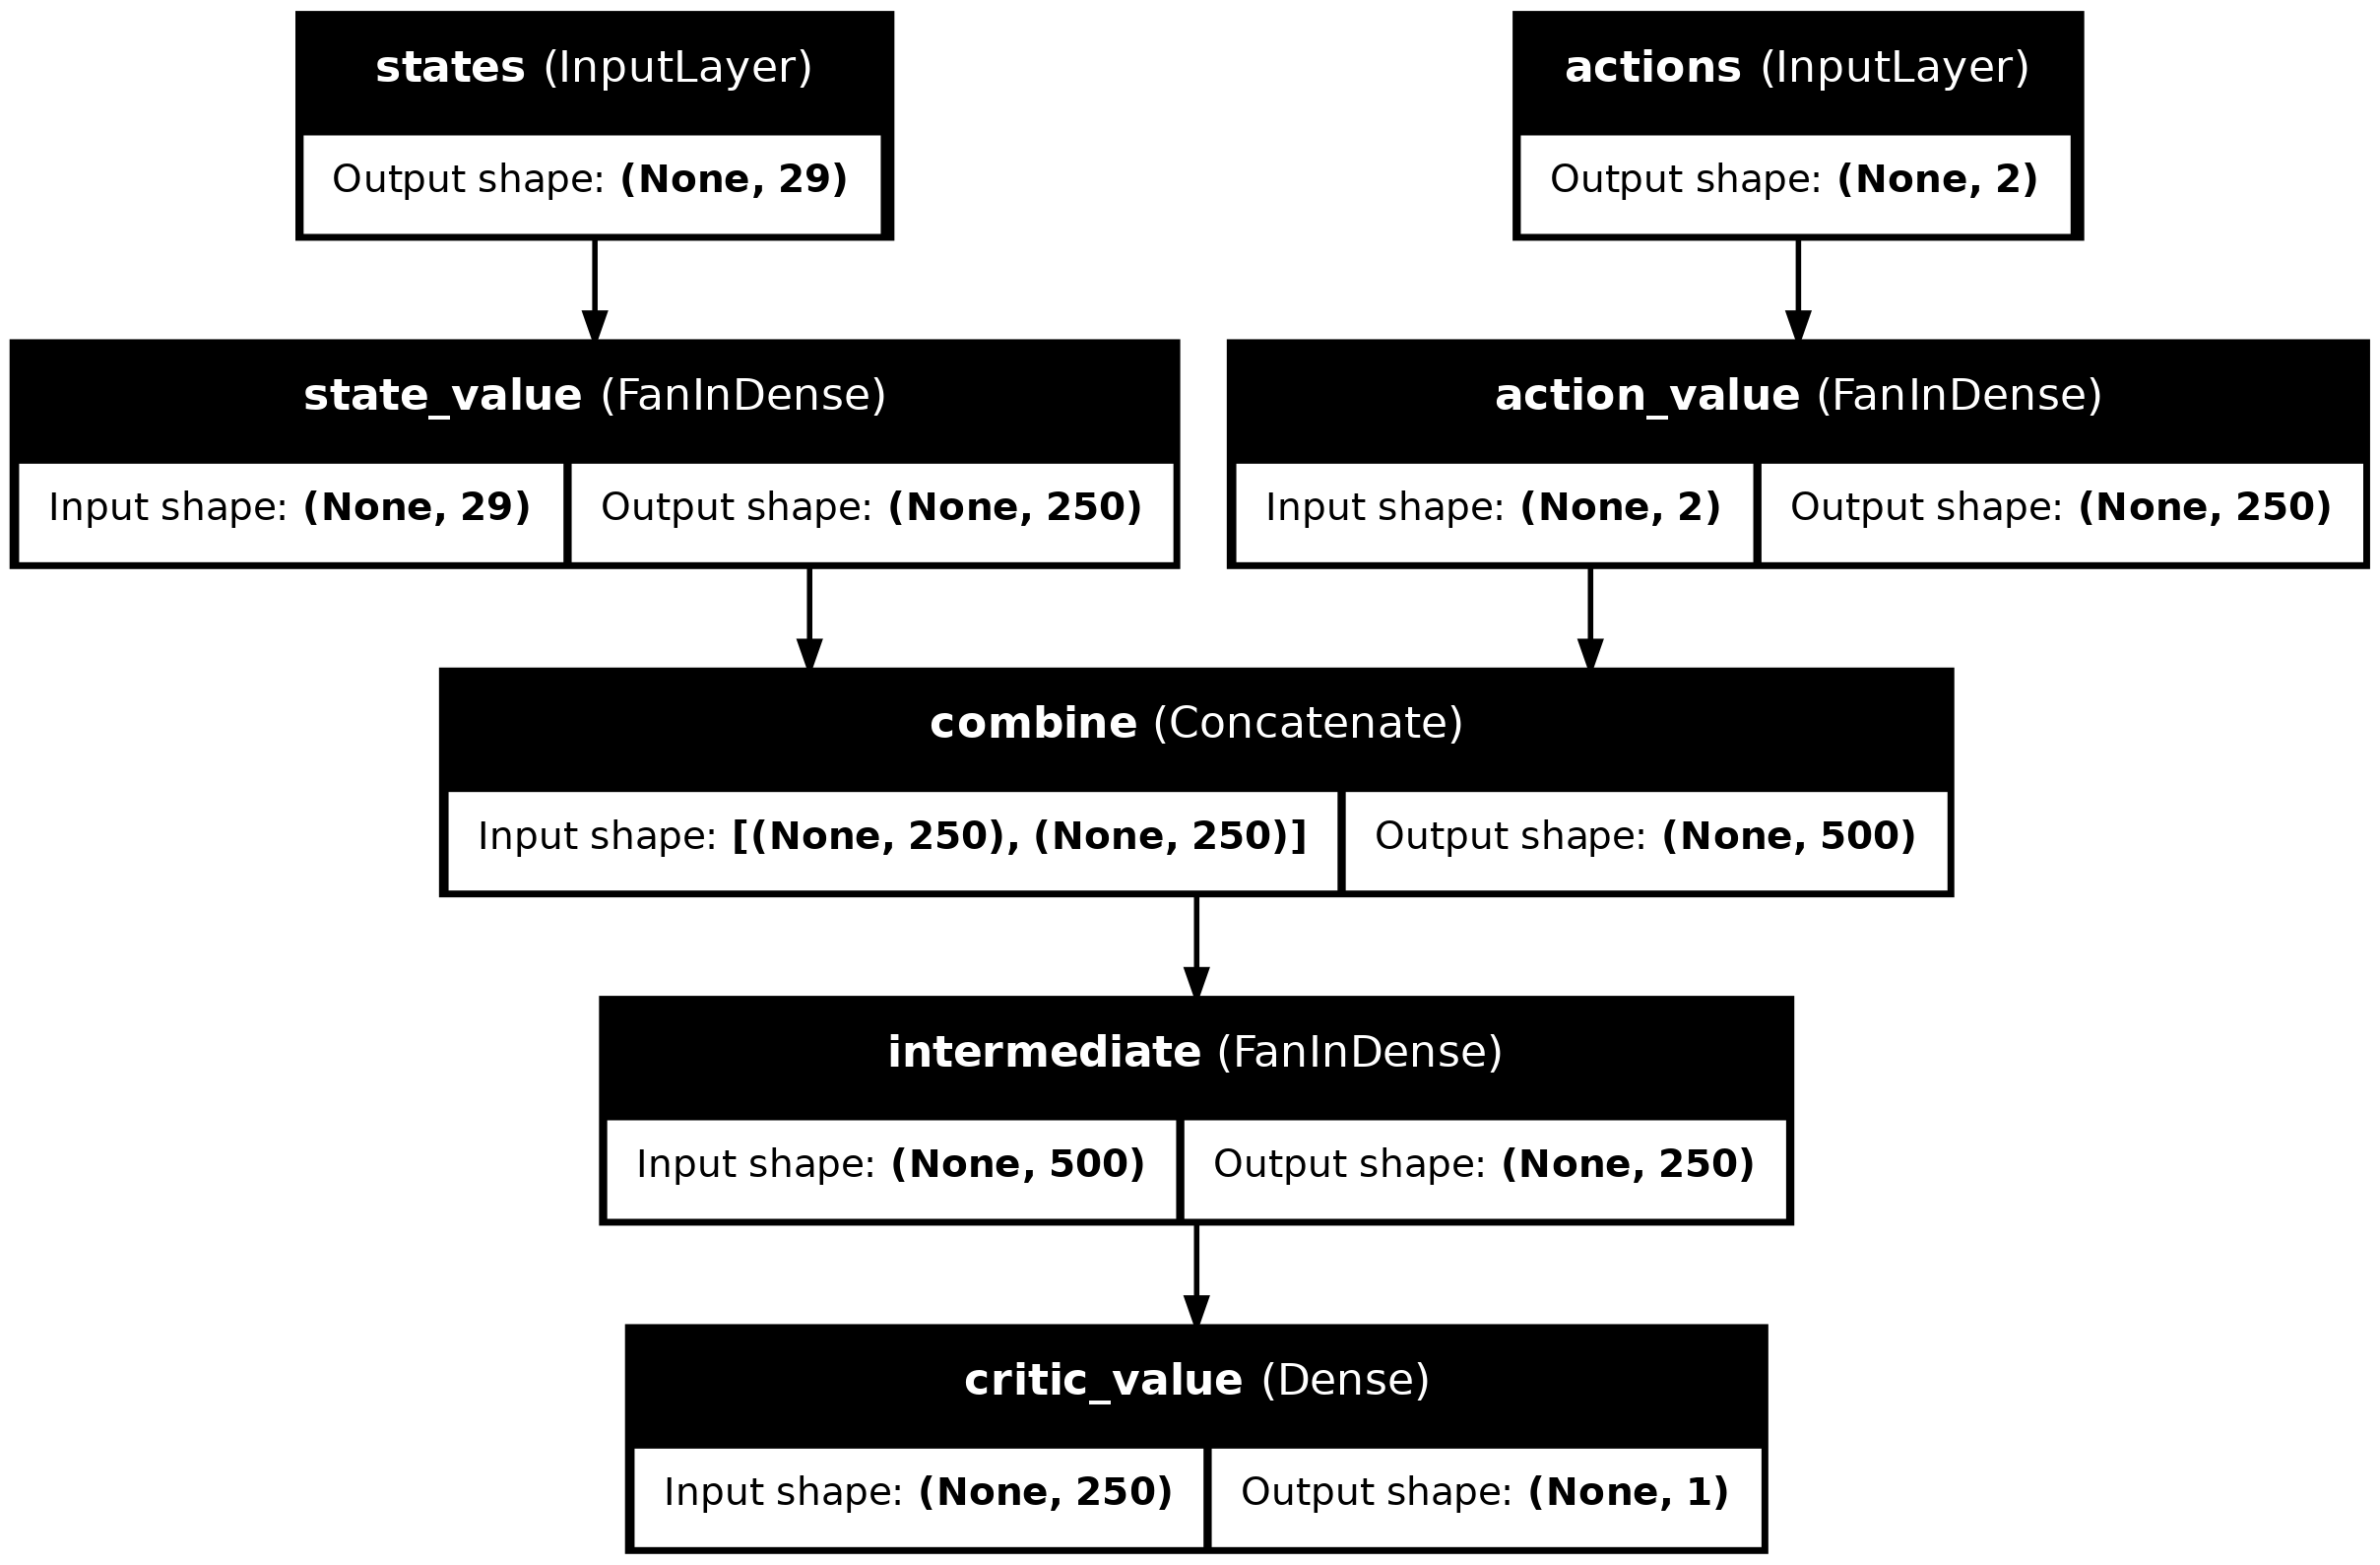 states (InputLayer)
Output shape: (None, 29)
actions (InputLayer)
Output shape: (None, 2)
state_value (FanInDense)
Input shape: (None, 29)
Output shape: (None, 250)
action_value (FanInDense)
Input shape: (None, 2)
Output shape: (None, 250)
combine (Concatenate)
Input shape: [(None, 250), (None, 250)]
Output shape: (None, 500)
intermediate (FanInDense)
Input shape: (None, 500)
Output shape: (None, 250)
critic_value (Dense)
Input shape: (None, 250)
Output shape: (None, 1)